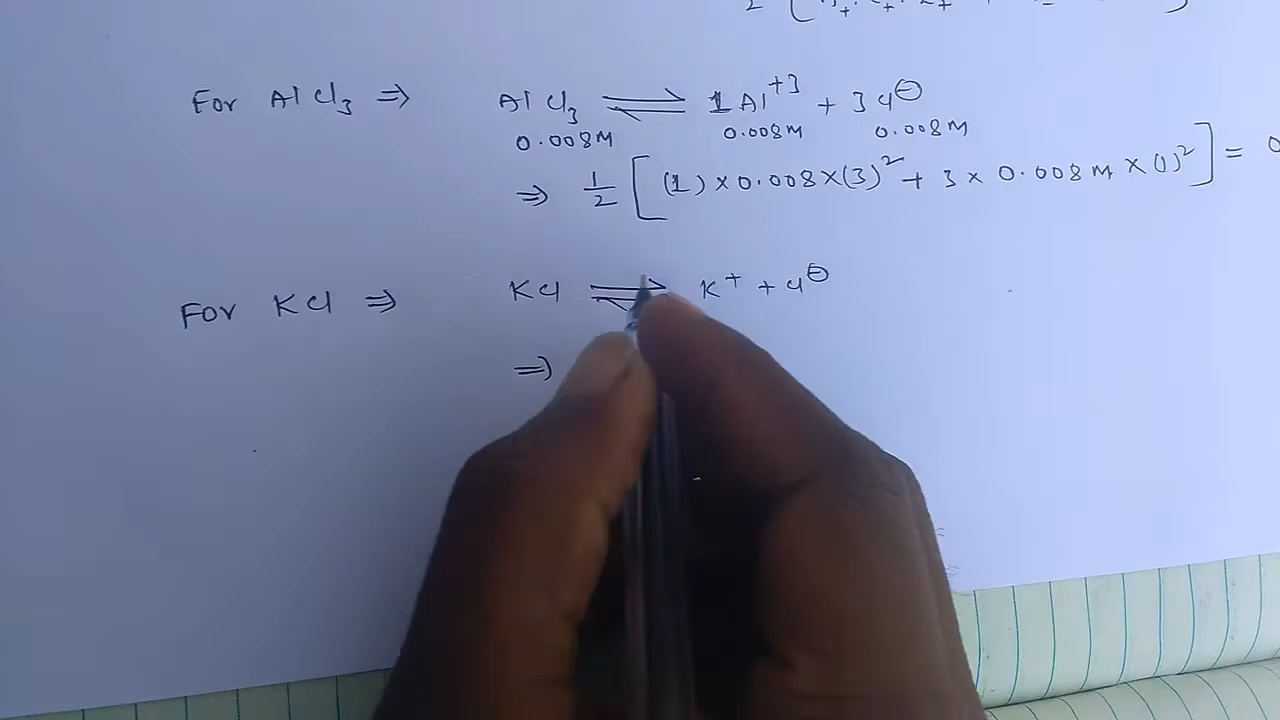 For AlCl₃ ⇒ AlCl₃ ⇌ 1Al⁺³ + 3Cl⊖
0.008M 0.008M 0.008M
⇒ 1/2 [(1)×0.008×(3)² + 3×0.008M×(1)²] =
For KCl ⇒ KCl ⇌ K⁺ + Cl⊖
⇒